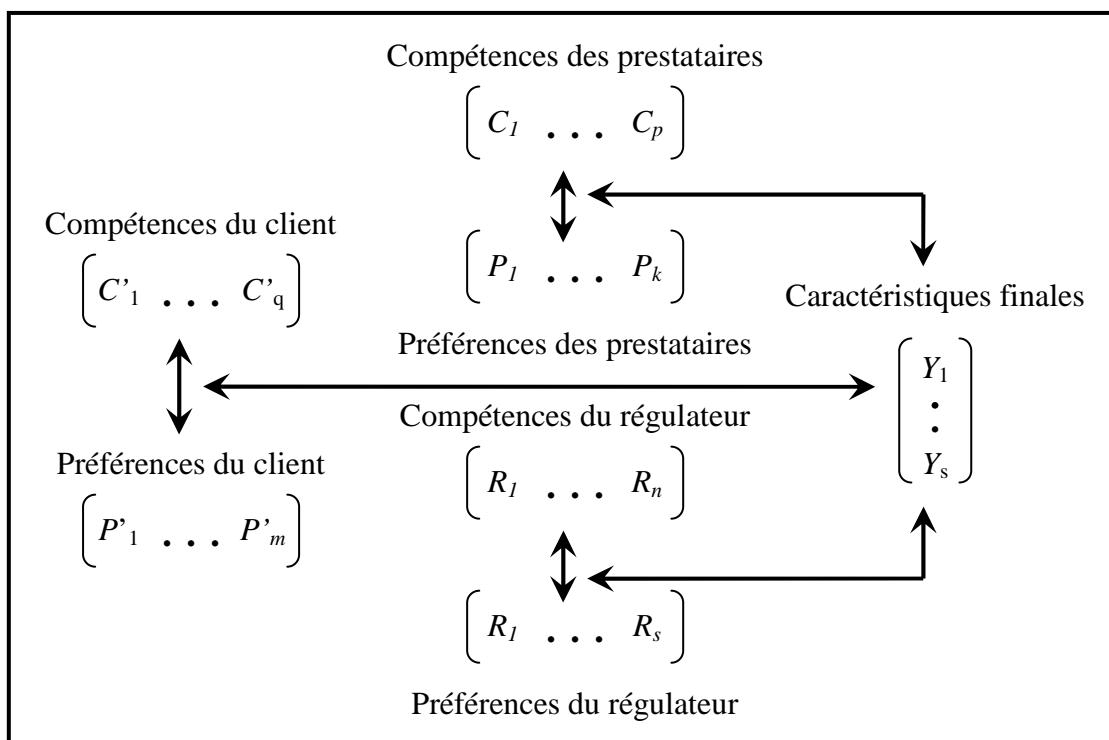 Compétences des prestataires
C1 . . . Cp
Compétences du client
C’1 . . . C’q
P1 . . . Pk
Caractéristiques finales
Préférences des prestataires
Y1
.
.
Ys
Compétences du régulateur
Préférences du client
R1 . . . Rn
P’1 . . . P’m
R1 . . . Rs
Préférences du régulateur